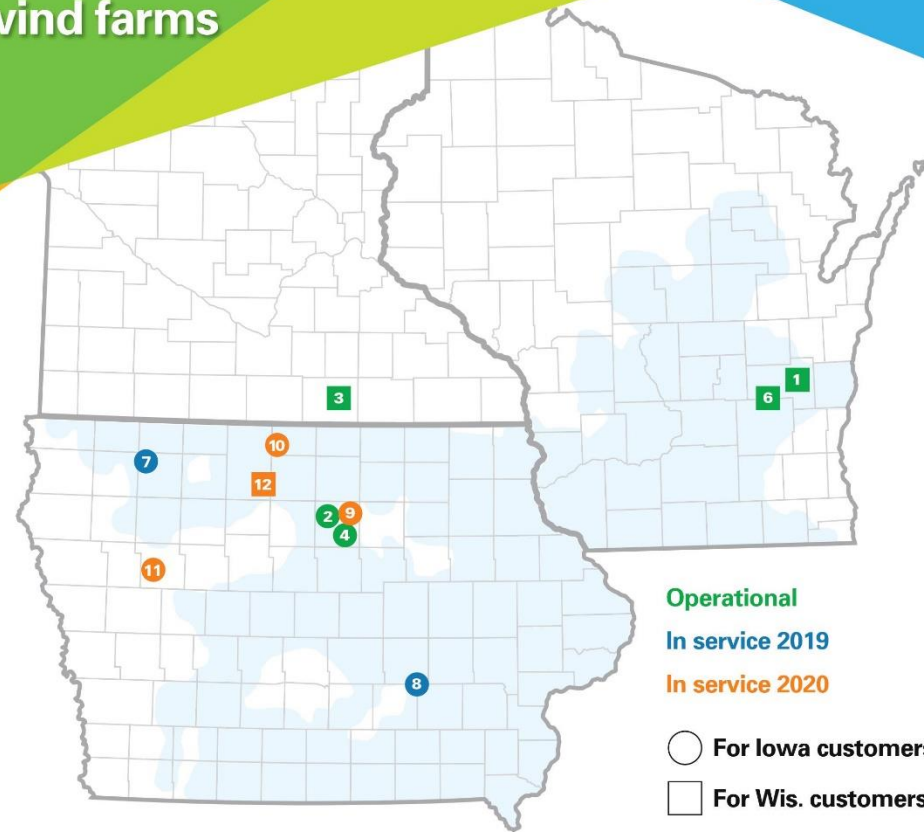 wind farms
1
6
3
10
7
12
2
9
4
11
8
Operational
In service 2019
In service 2020
For Iowa customers
For Wis. customers